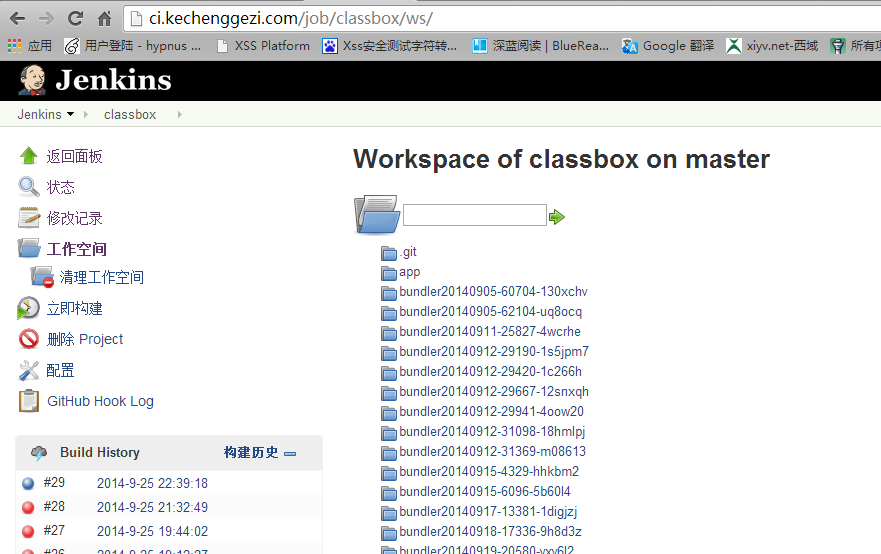 ci.kechenggezi.com/job/classbox/ws/
应用 用户登陆 - hypnus ... XSS Platform Xss安全测试字符转... 深蓝阅读 | BlueRea... Google 翻译 xiyv.net-西域 所有项
Jenkins
Jenkins classbox
返回面板
状态
修改记录
工作空间
清理工作空间
立即构建
删除 Project
配置
GitHub Hook Log
Build History 构建历史
#29 2014-9-25 22:39:18
#28 2014-9-25 21:32:49
#27 2014-9-25 19:44:02
#26 2014-9-25 18:12:27
Workspace of classbox on master
.git
app
bundler20140905-60704-130xchv
bundler20140905-62104-uq8ocq
bundler20140911-25827-4wcrhe
bundler20140912-29190-1s5jpm7
bundler20140912-29420-1c266h
bundler20140912-29667-12snxqh
bundler20140912-29941-4oow20
bundler20140912-31098-18hmlpj
bundler20140912-31369-m08613
bundler20140915-4329-hhkbm2
bundler20140915-6096-5b60l4
bundler20140917-13381-1digjzj
bundler20140918-17336-9h8d3z